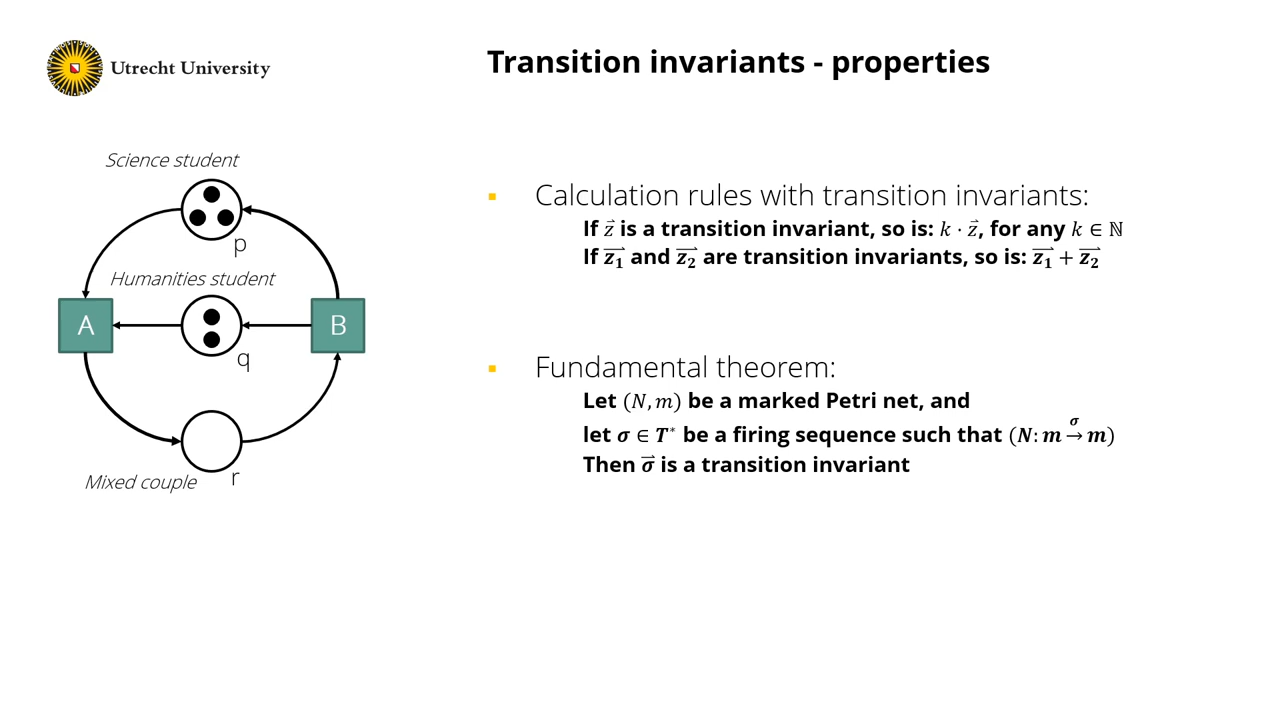 Utrecht University
Transition invariants - properties
Science student
p
Humanities student
A
B
q
Mixed couple
r
▪ Calculation rules with transition invariants:
If z⃗ is a transition invariant, so is: k · z⃗, for any k ∈ ℕ
If z₁⃗ and z₂⃗ are transition invariants, so is: z₁⃗ + z₂⃗
▪ Fundamental theorem:
Let (N, m) be a marked Petri net, and
let σ ∈ T* be a firing sequence such that (N: m →^σ m)
Then σ⃗ is a transition invariant